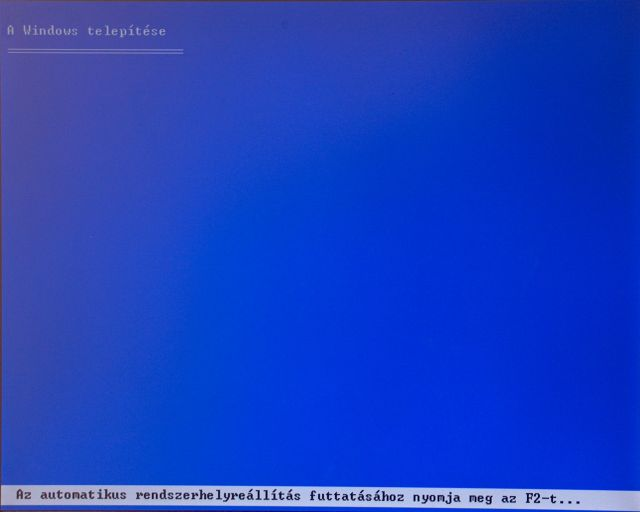 A Windows telepítése
Az automatikus rendszerhelyreállítás futtatásához nyomja meg az F2-t...